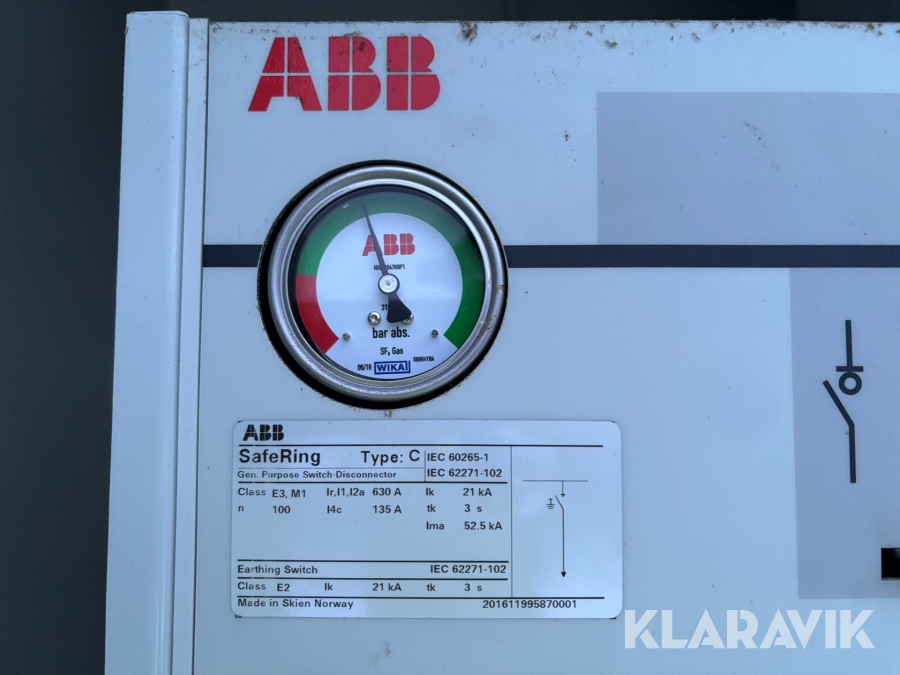 ABB
ABB
bar abs.
SF₆ Gas
06/16 WIKA
ABB
SafeRing Type: C IEC 60265-1
Gen. Purpose Switch-Disconnector IEC 62271-102
Class E3, M1 Ir,I1,I2a 630 A Ik 21 kA
n 100 I4c 135 A tk 3 s
Ima 52.5 kA
Earthing Switch IEC 62271-102
Class E2 Ik 21 kA tk 3 s
Made in Skien Norway 201611995870001
KLARAVIK